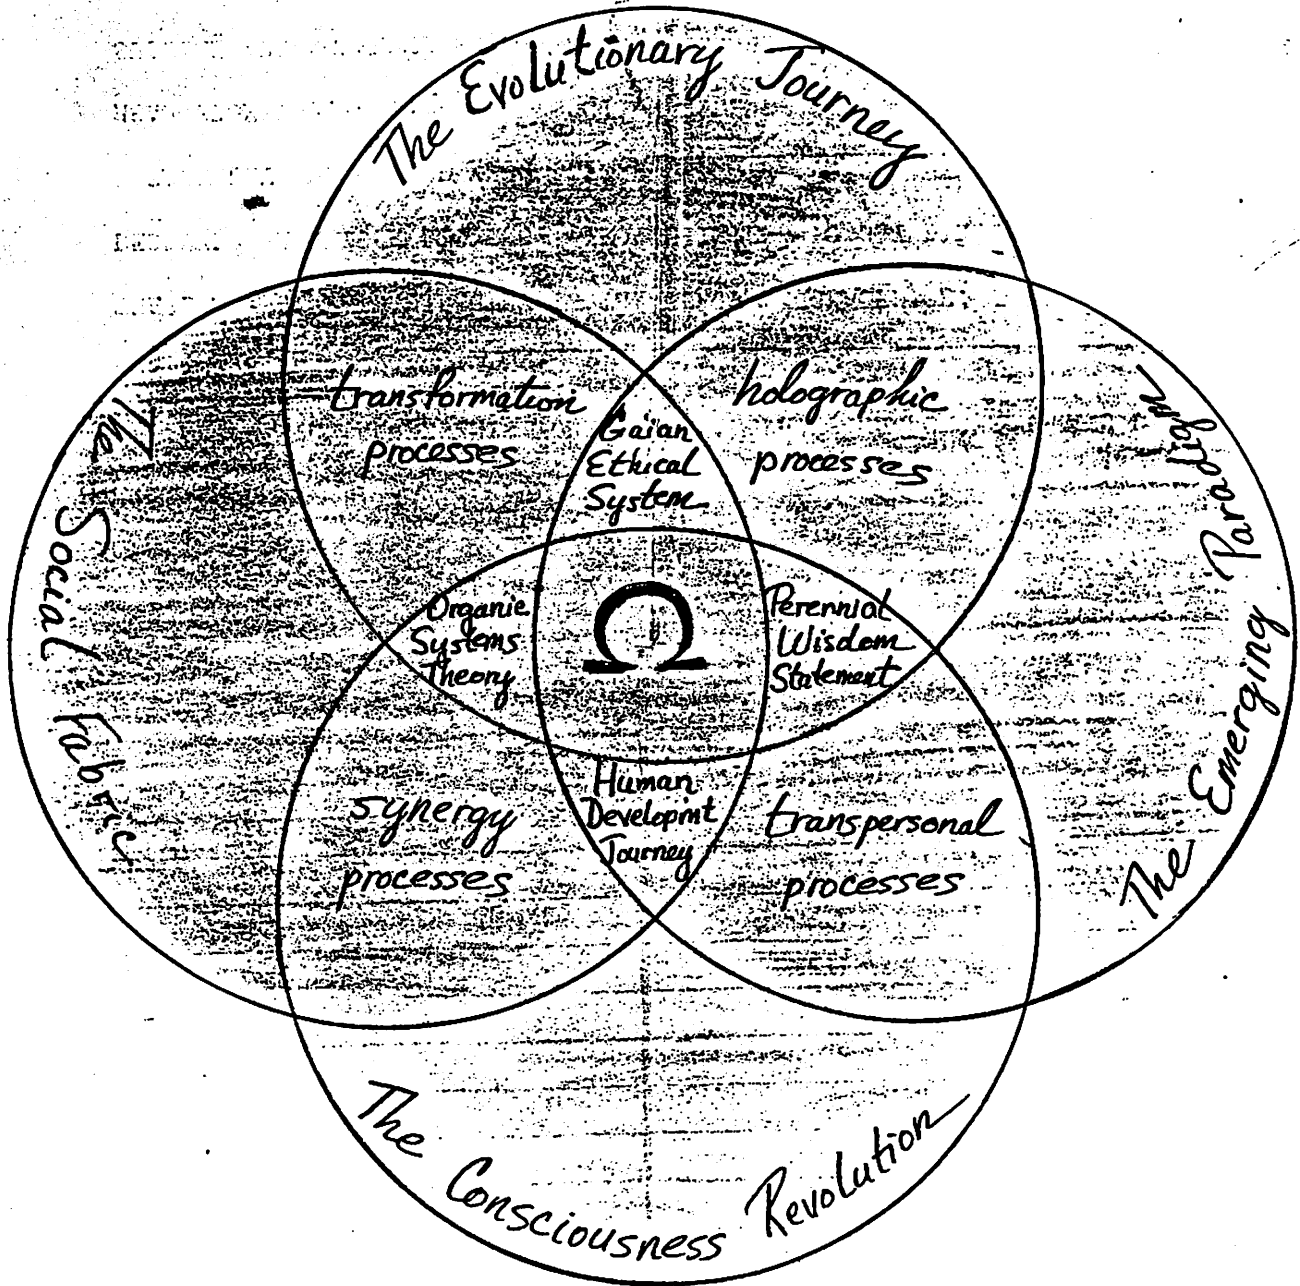 The Evolutionary Journey
The Social Fabric
The Emerging Paradigm
transformation
processes
holographic
processes
Gaian
Ethical
System
Organic
Systems
Theory
Ω
Perennial
Wisdom
Statement
synergy
processes
Human
Developmt
Journey
transpersonal
processes
The Consciousness Revolution